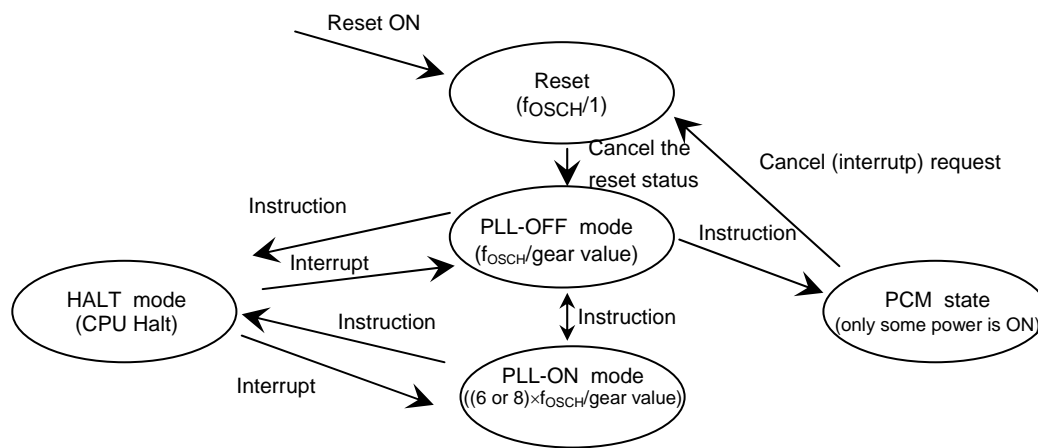 Reset ON
Reset
(fOSCH/1)
Cancel the
reset status
Cancel (interrutp) request
Instruction
PLL-OFF mode
(fOSCH/gear value)
Instruction
Interrupt
HALT mode
(CPU Halt)
Instruction
Instruction
PCM state
(only some power is ON)
Interrupt
PLL-ON mode
((6 or 8)×fOSCH/gear value)